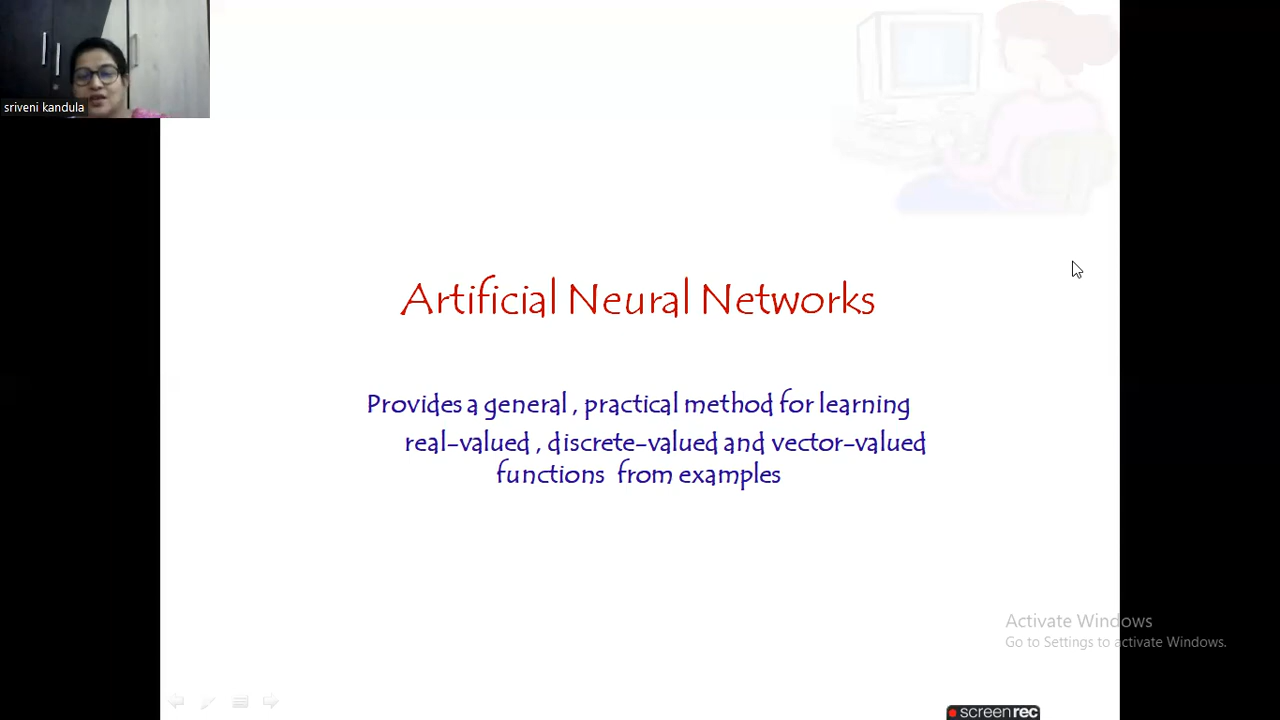 sriveni kandula
Artificial Neural Networks
Provides a general , practical method for learning
real-valued , discrete-valued and vector-valued
functions from examples
Activate Windows
Go to Settings to activate Windows.
screenrec